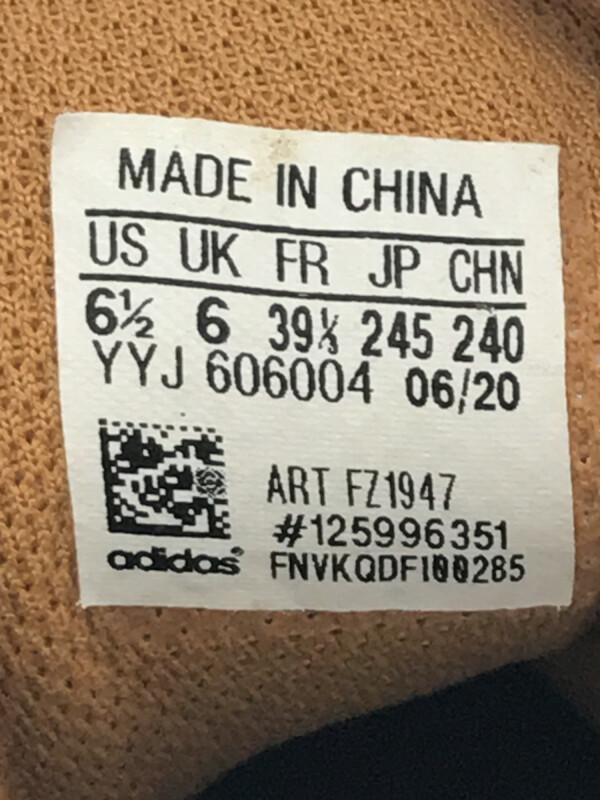 MADE IN CHINA
US UK FR JP CHN
6½ 6 39⅓ 245 240
YYJ 606004 06/20
ART FZ1947
#125996351
adidas® FNVKQDFI00285